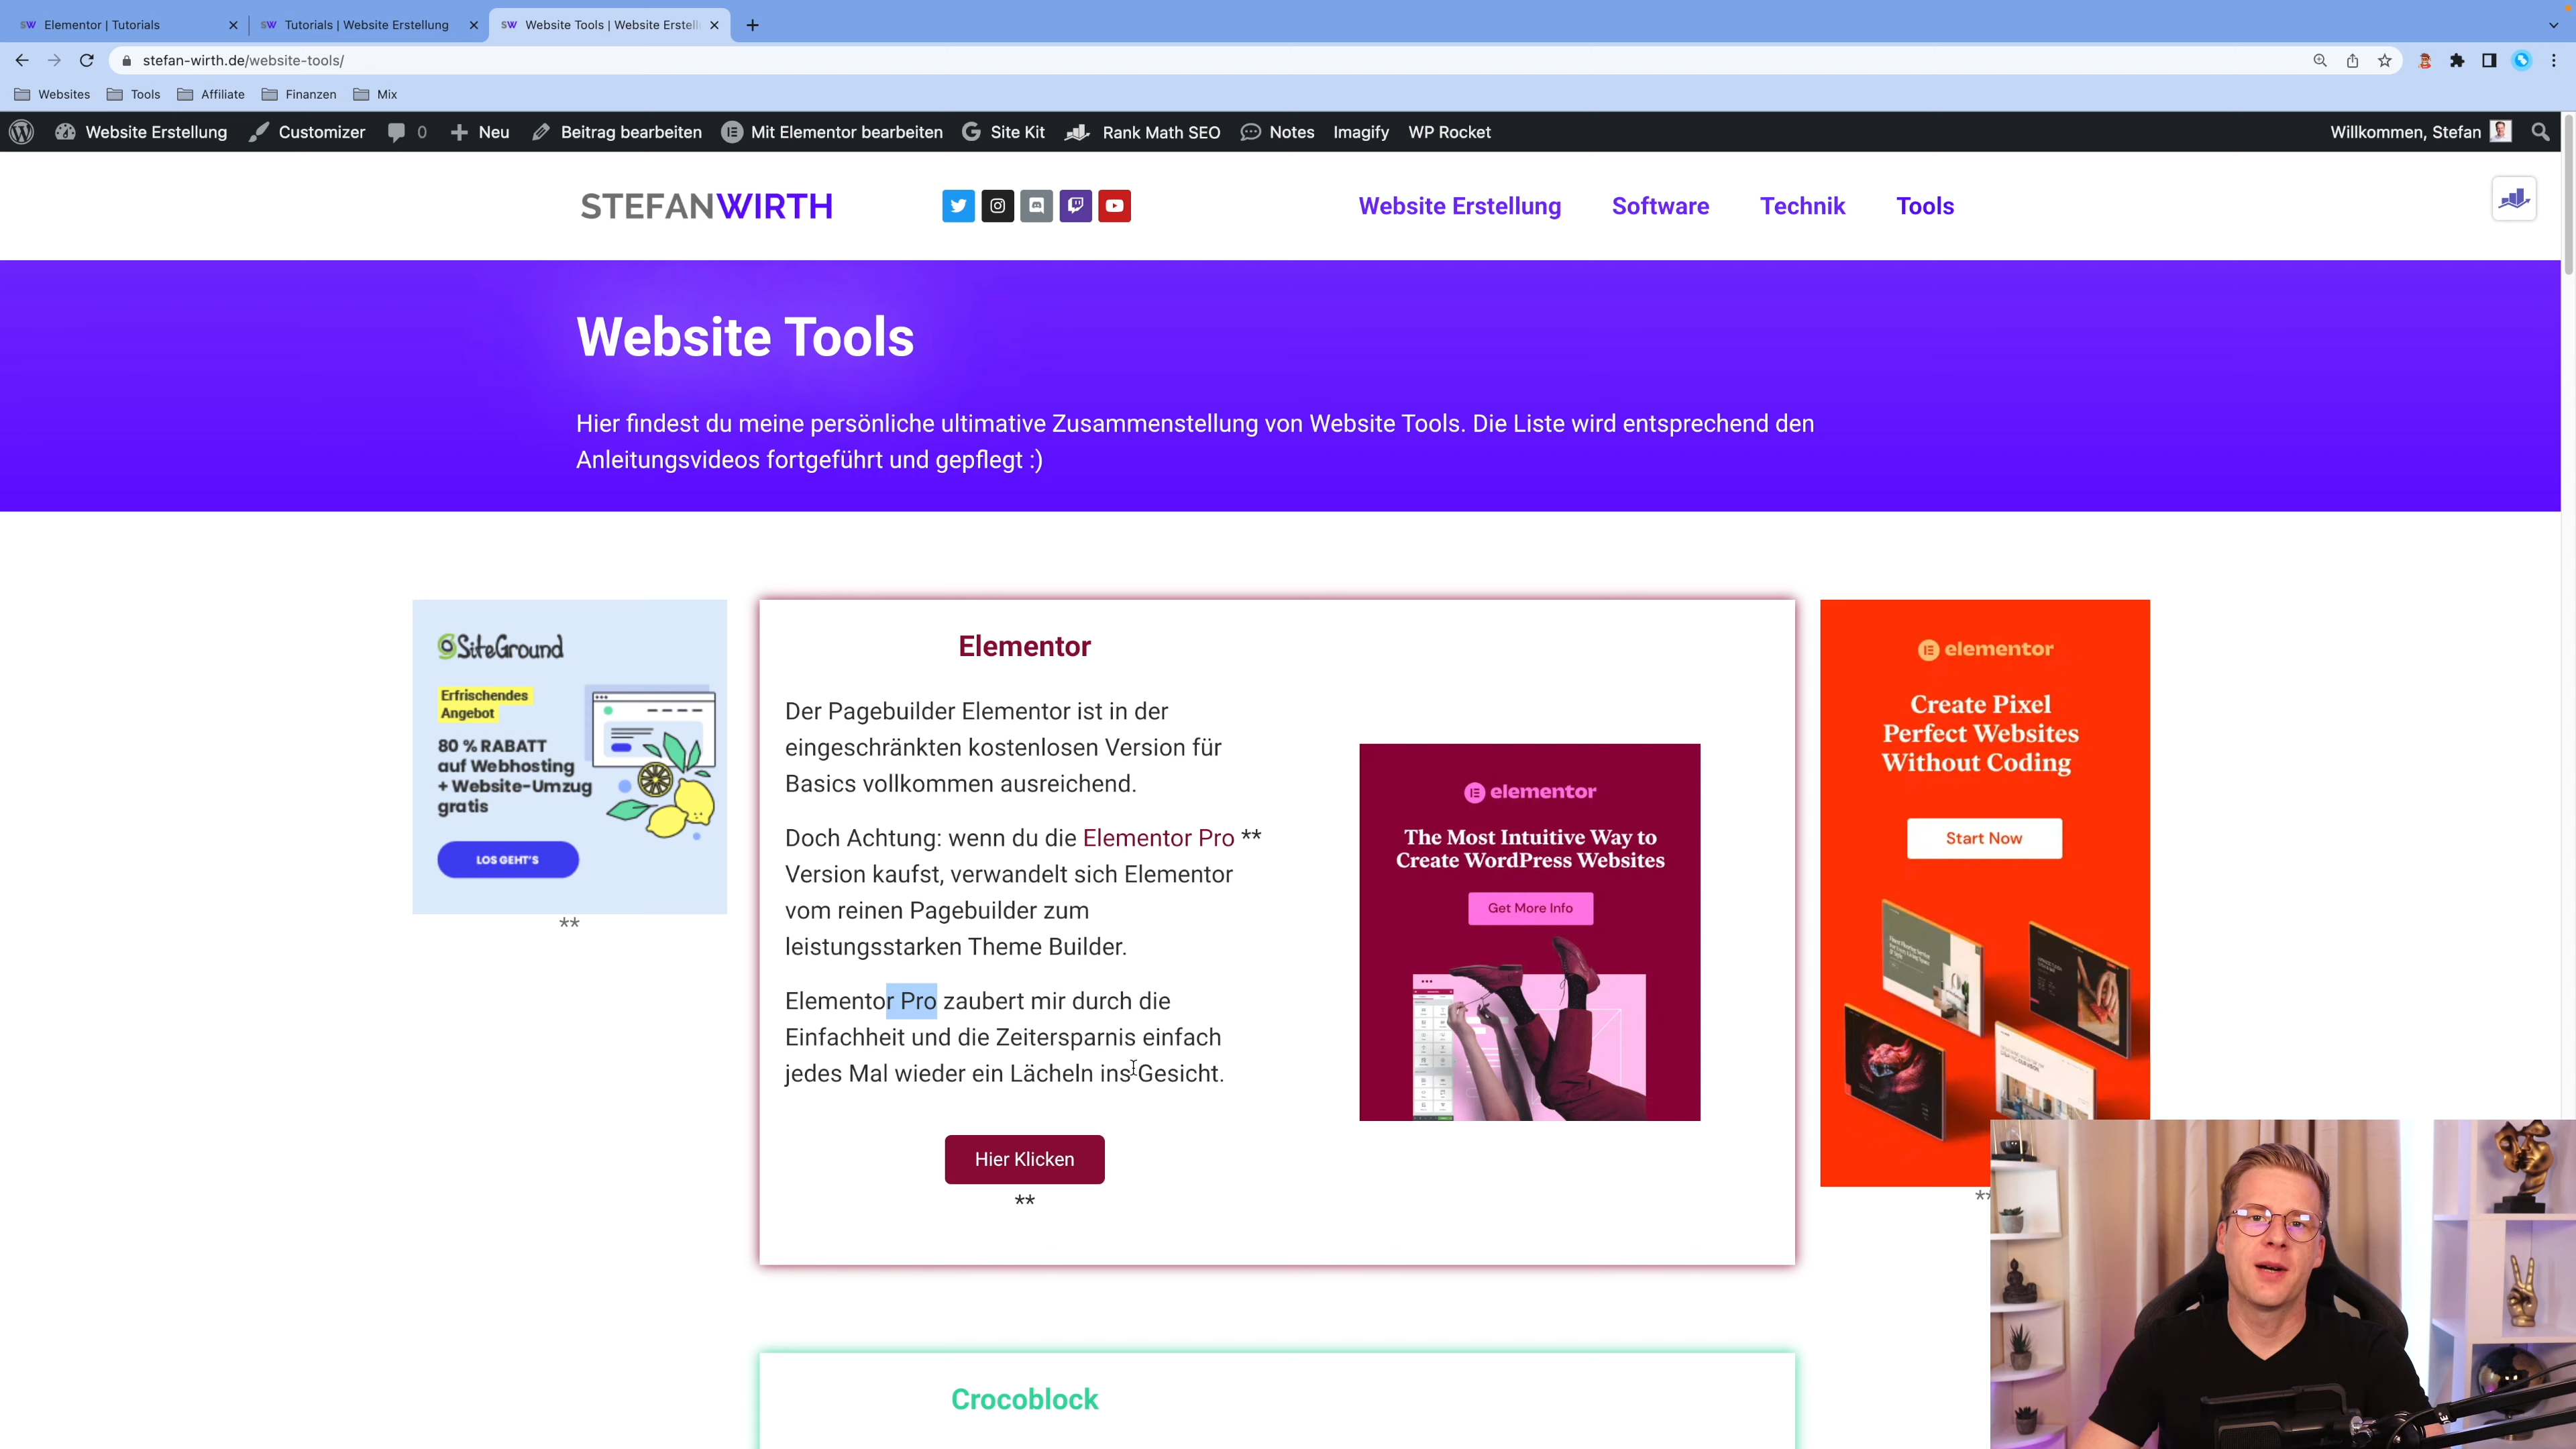 SW Elementor | Tutorials
SW Tutorials | Website Erstellung
SW Website Tools | Website Erstell
stefan-wirth.de/website-tools/
Websites Tools Affiliate Finanzen Mix
Website Erstellung Customizer 0 Neu Beitrag bearbeiten Mit Elementor bearbeiten Site Kit Rank Math SEO Notes Imagify WP Rocket Willkommen, Stefan
STEFANWIRTH
Website Erstellung Software Technik Tools
Website Tools
Hier findest du meine persönliche ultimative Zusammenstellung von Website Tools. Die Liste wird entsprechend den
Anleitungsvideos fortgeführt und gepflegt :)
SiteGround
Erfrischendes
Angebot
80 % RABATT
auf Webhosting
+ Website-Umzug
gratis
LOS GEHT'S
**
Elementor
Der Pagebuilder Elementor ist in der
eingeschränkten kostenlosen Version für
Basics vollkommen ausreichend.
Doch Achtung: wenn du die Elementor Pro **
Version kaufst, verwandelt sich Elementor
vom reinen Pagebuilder zum
leistungsstarken Theme Builder.
Elementor Pro zaubert mir durch die
Einfachheit und die Zeitersparnis einfach
jedes Mal wieder ein Lächeln ins Gesicht.
Hier Klicken
**
elementor
The Most Intuitive Way to
Create WordPress Websites
Get More Info
elementor
Create Pixel
Perfect Websites
Without Coding
Start Now
**
Crocoblock